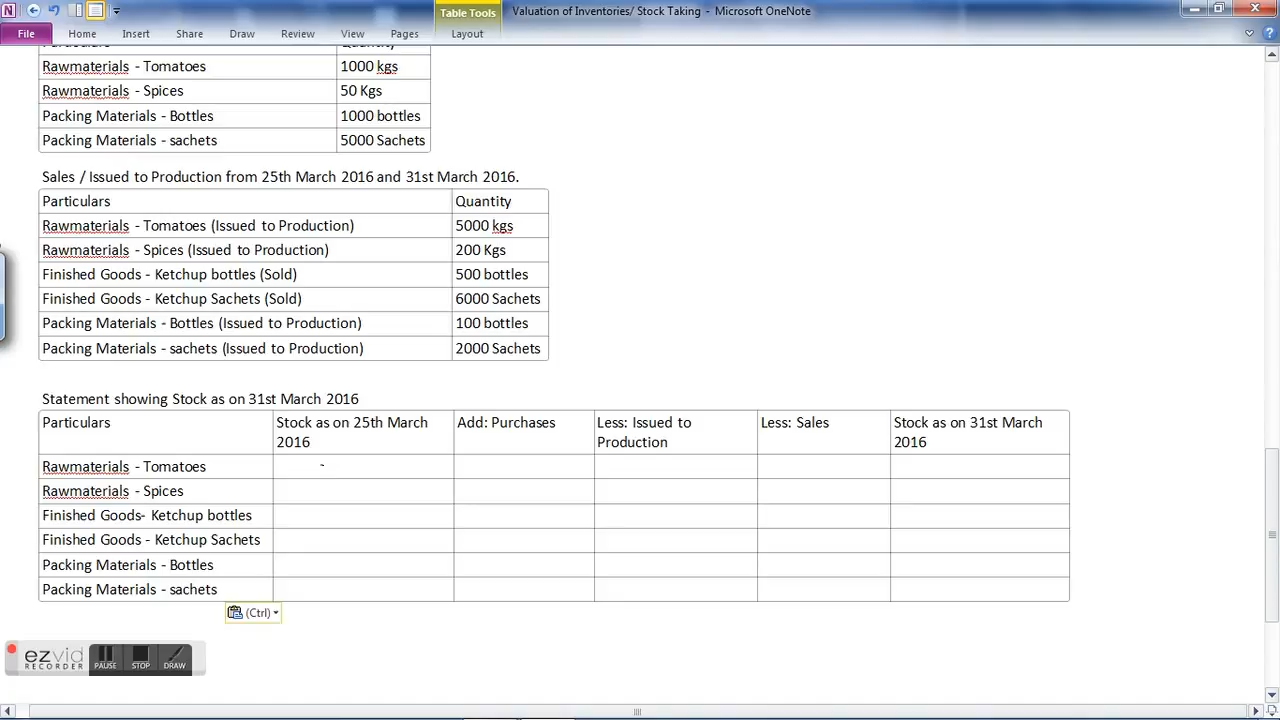 Valuation of Inventories/ Stock Taking - Microsoft OneNote
Table Tools
File Home Insert Share Draw Review View Pages Layout
Particulars Quantity
Rawmaterials - Tomatoes 1000 kgs
Rawmaterials - Spices 50 Kgs
Packing Materials - Bottles 1000 bottles
Packing Materials - sachets 5000 Sachets
Sales / Issued to Production from 25th March 2016 and 31st March 2016.
Particulars Quantity
Rawmaterials - Tomatoes (Issued to Production) 5000 kgs
Rawmaterials - Spices (Issued to Production) 200 Kgs
Finished Goods - Ketchup bottles (Sold) 500 bottles
Finished Goods - Ketchup Sachets (Sold) 6000 Sachets
Packing Materials - Bottles (Issued to Production) 100 bottles
Packing Materials - sachets (Issued to Production) 2000 Sachets
Statement showing Stock as on 31st March 2016
Particulars Stock as on 25th March 2016 Add: Purchases Less: Issued to Production Less: Sales Stock as on 31st March 2016
Rawmaterials - Tomatoes
Rawmaterials - Spices
Finished Goods- Ketchup bottles
Finished Goods - Ketchup Sachets
Packing Materials - Bottles
Packing Materials - sachets
(Ctrl)
ezvid
RECORDER
PAUSE STOP DRAW